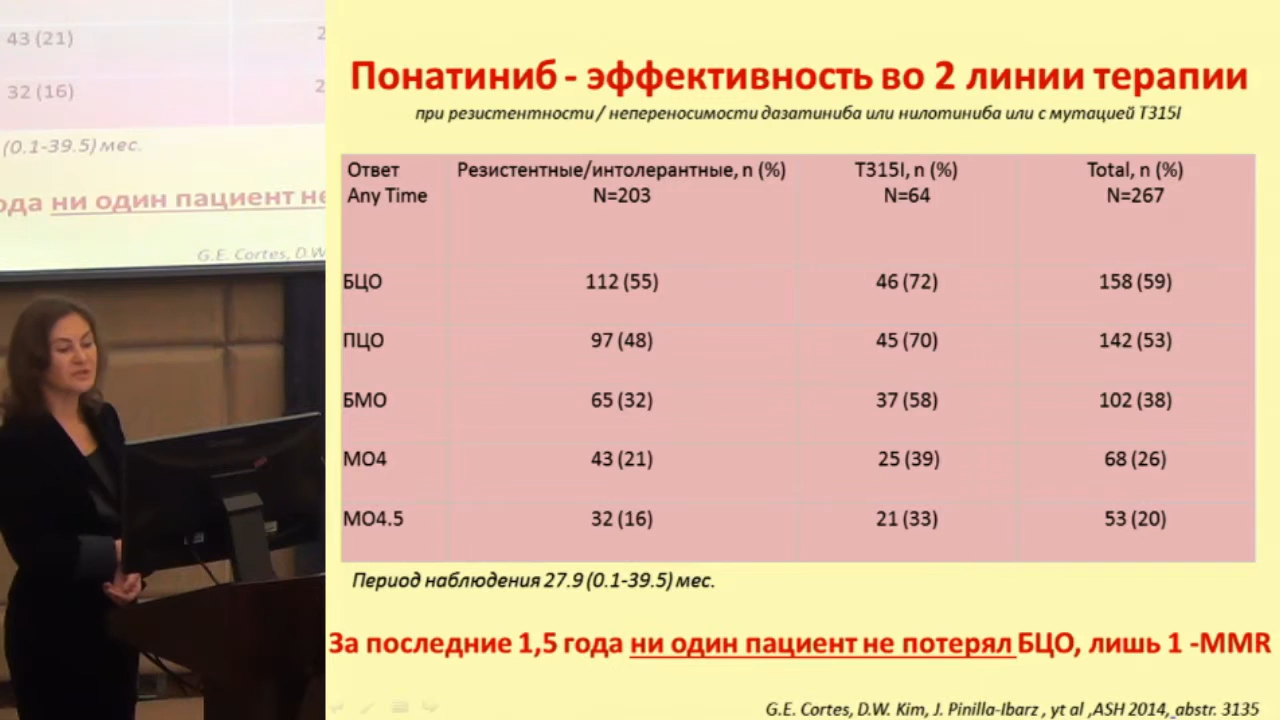 43 (21)
32 (16)
(0.1-39.5) мес.
ода ни один пациент не
G.E. Cortes, D.W
Понатиниб - эффективность во 2 линии терапии
при резистентности / непереносимости дазатиниба или нилотиниба или с мутацией T315I
Ответ Резистентные/интолерантные, n (%) T315I, n (%) Total, n (%)
Any Time N=203 N=64 N=267
БЦО 112 (55) 46 (72) 158 (59)
ПЦО 97 (48) 45 (70) 142 (53)
БМО 65 (32) 37 (58) 102 (38)
МО4 43 (21) 25 (39) 68 (26)
МО4.5 32 (16) 21 (33) 53 (20)
Период наблюдения 27.9 (0.1-39.5) мес.
За последние 1,5 года ни один пациент не потерял БЦО, лишь 1 -MMR
G.E. Cortes, D.W. Kim, J. Pinilla-Ibarz , yt al ,ASH 2014, abstr. 3135